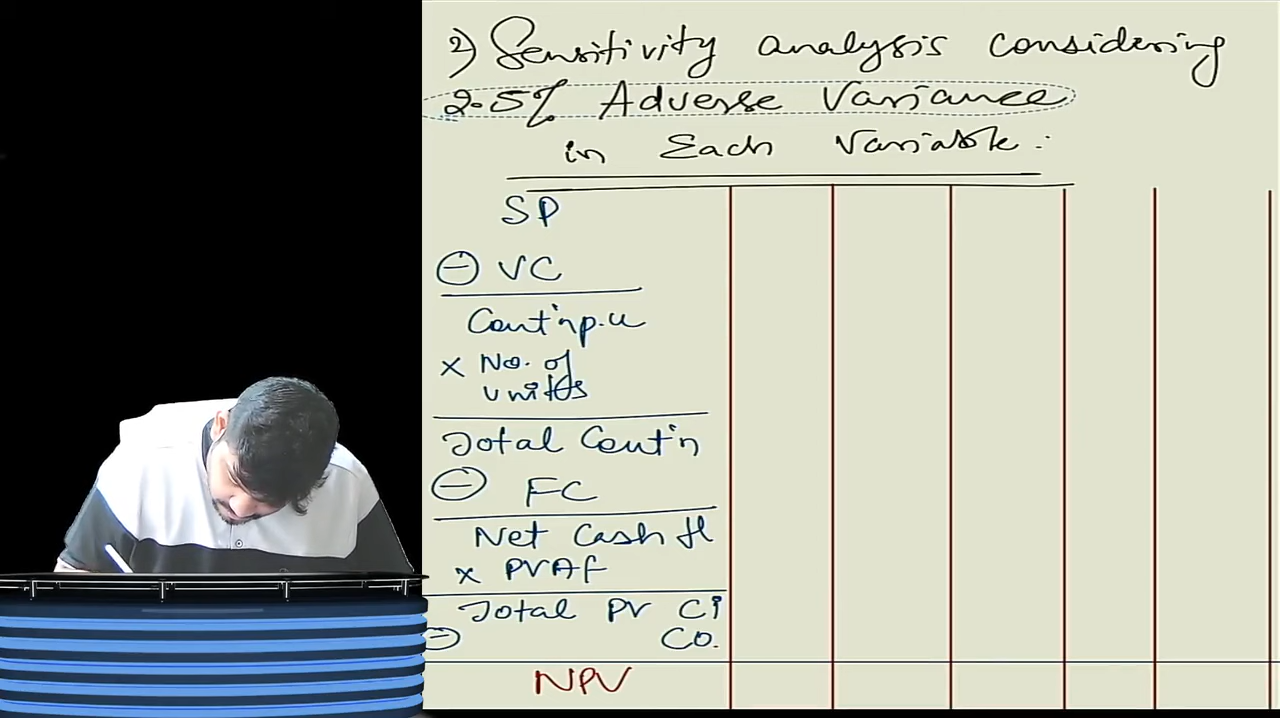 2) Sensitivity analysis considering
2.5% Adverse Variance
in Each Variable :-
SP
⊖ VC
Cont'n p.u
× No. of
units
Total Cont'n
⊖ FC
Net Cash fl
× PVAF
Total PV CI
⊖ CO.
NPV